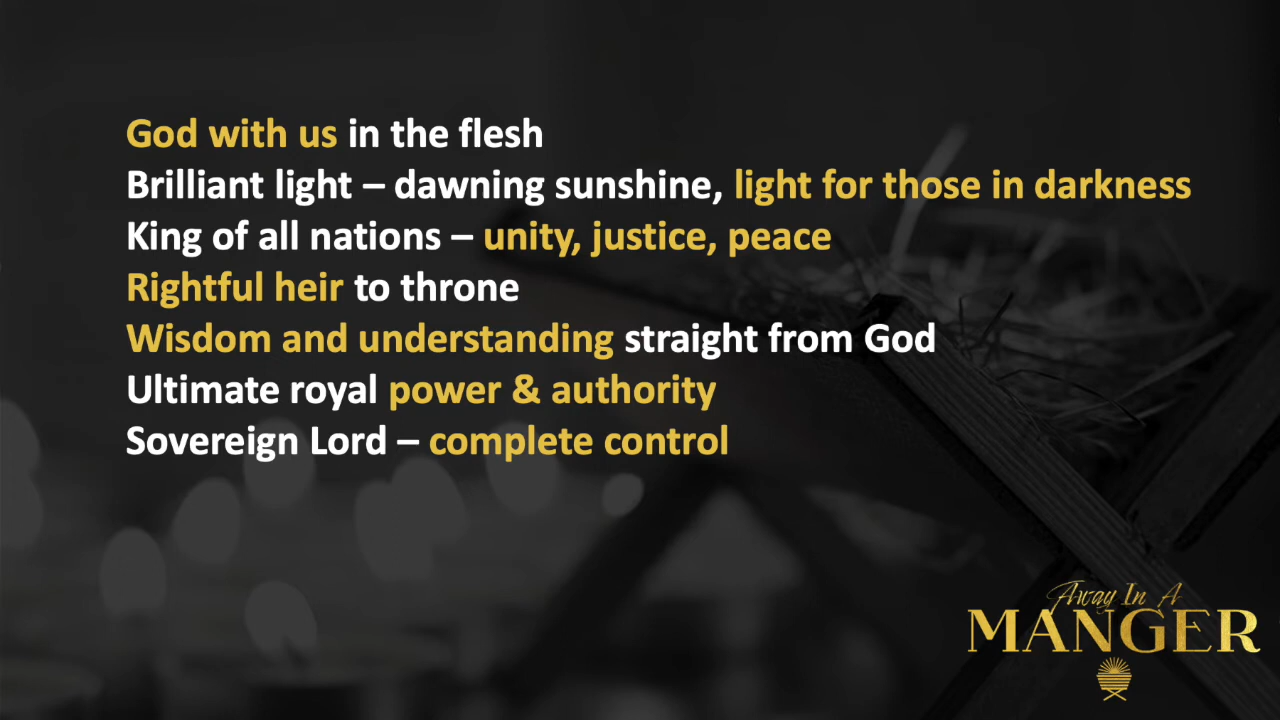 God with us in the flesh
Brilliant light – dawning sunshine, light for those in darkness
King of all nations – unity, justice, peace
Rightful heir to throne
Wisdom and understanding straight from God
Ultimate royal power & authority
Sovereign Lord – complete control
Away In A
MANGER